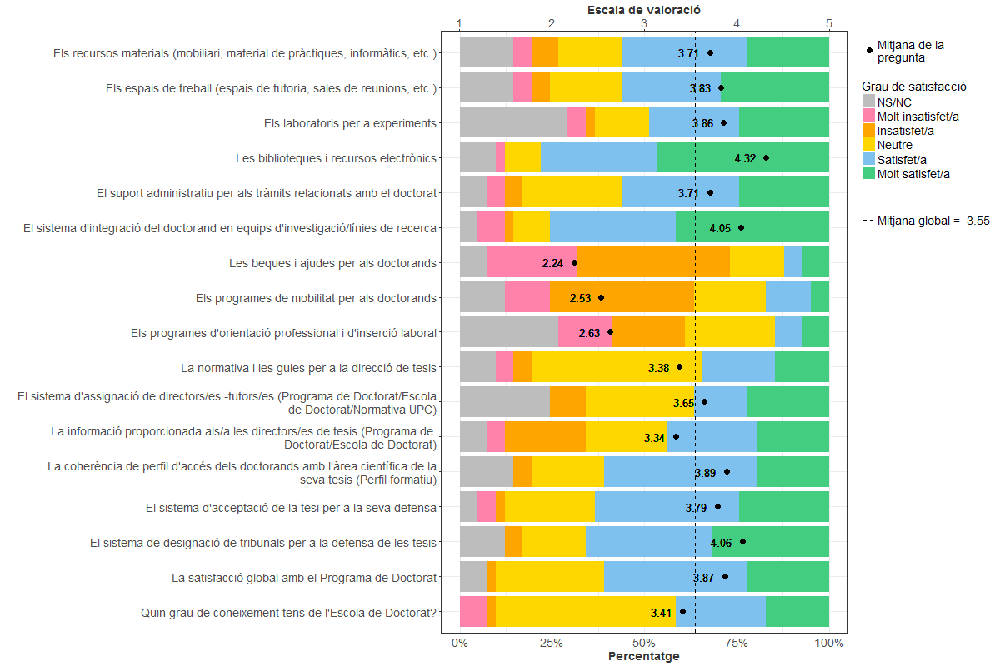 Escala de valoració
1 2 3 4 5
Els recursos materials (mobiliari, material de pràctiques, informàtics, etc.) 3.71
Els espais de treball (espais de tutoria, sales de reunions, etc.) 3.83
Els laboratoris per a experiments 3.86
Les biblioteques i recursos electrònics 4.32
El suport administratiu per als tràmits relacionats amb el doctorat 3.71
El sistema d'integració del doctorand en equips d'investigació/línies de recerca 4.05
Les beques i ajudes per als doctorands 2.24
Els programes de mobilitat per als doctorands 2.53
Els programes d'orientació professional i d'inserció laboral 2.63
La normativa i les guies per a la direcció de tesis 3.38
El sistema d'assignació de directors/es -tutors/es (Programa de Doctorat/Escola
de Doctorat/Normativa UPC) 3.65
La informació proporcionada als/a les directors/es de tesis (Programa de
Doctorat/Escola de Doctorat) 3.34
La coherència de perfil d'accés dels doctorands amb l'àrea científica de la
seva tesis (Perfil formatiu) 3.89
El sistema d'acceptació de la tesi per a la seva defensa 3.79
El sistema de designació de tribunals per a la defensa de les tesis 4.06
La satisfacció global amb el Programa de Doctorat 3.87
Quin grau de coneixement tens de l'Escola de Doctorat? 3.41
0% 25% 50% 75% 100%
Percentatge
Mitjana de la
pregunta
Grau de satisfacció
NS/NC
Molt insatisfet/a
Insatisfet/a
Neutre
Satisfet/a
Molt satisfet/a
Mitjana global = 3.55